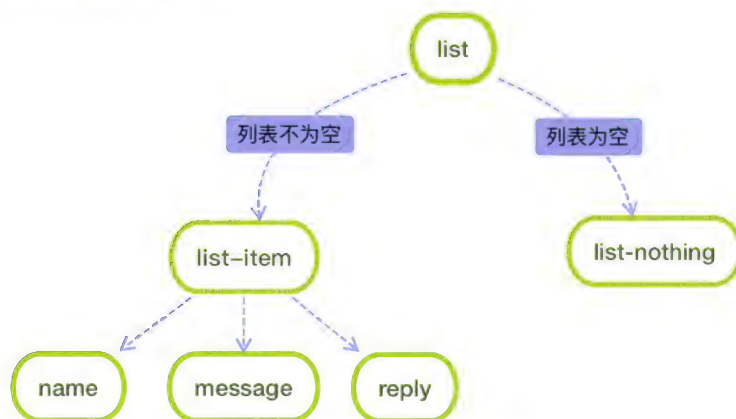 list
列表不为空
列表为空
list-item
list-nothing
name
message
reply